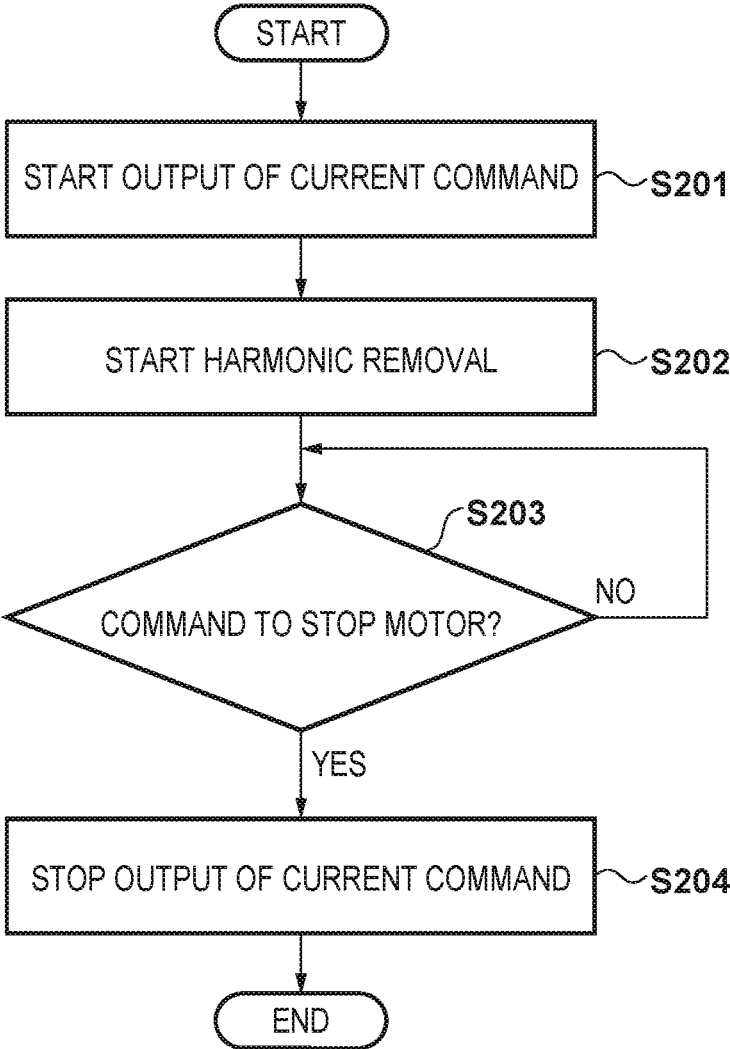 START
START OUTPUT OF CURRENT COMMAND
S201
START HARMONIC REMOVAL
S202
S203
COMMAND TO STOP MOTOR?
NO
YES
STOP OUTPUT OF CURRENT COMMAND
S204
END